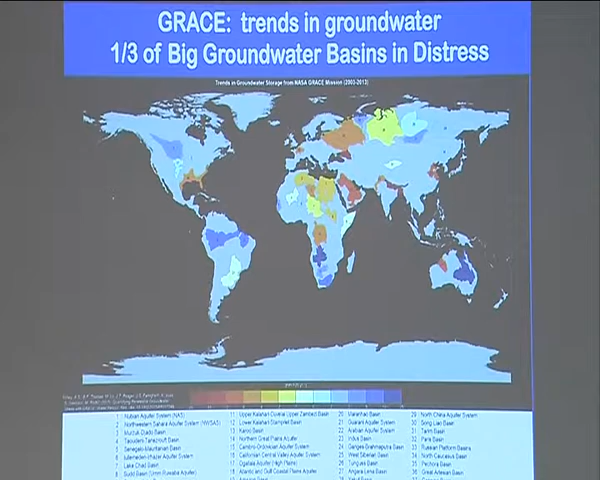 GRACE: trends in groundwater
1/3 of Big Groundwater Basins in Distress
Trends in Groundwater Storage from NASA GRACE Mission (2003-2013)
1 Nubian Aquifer System (NAS)
2 Northwestern Sahara Aquifer System (NWSAS)
3 Murzuk-Djado Basin
4 Taoudeni-Tanezrouft Basin
5 Senegalo-Mauritanian Basin
6 Iullemeden-Irhazer Aquifer System
7 Lake Chad Basin
8 Sudd Basin (Umm Ruwaba Aquifer)
11 Upper Kalahari-Cuvelai-Upper Zambezi Basin
12 Lower Kalahari-Stampriet Basin
13 Karoo Basin
14 Northern Great Plains Aquifer
15 Cambro-Ordovician Aquifer System
16 Californian Central Valley Aquifer System
17 Ogallala Aquifer (High Plains)
18 Atlantic and Gulf Coastal Plains Aquifer
20 Maranhao Basin
21 Guarani Aquifer System
22 Arabian Aquifer System
23 Indus Basin
24 Ganges-Brahmaputra Basin
25 West Siberian Basin
26 Tunguss Basin
27 Angara-Lena Basin
29 North China Aquifer System
30 Song-Liao Basin
31 Tarim Basin
32 Paris Basin
33 Russian Platform Basins
34 North Caucasus Basin
35 Pechora Basin
36 Great Artesian Basin